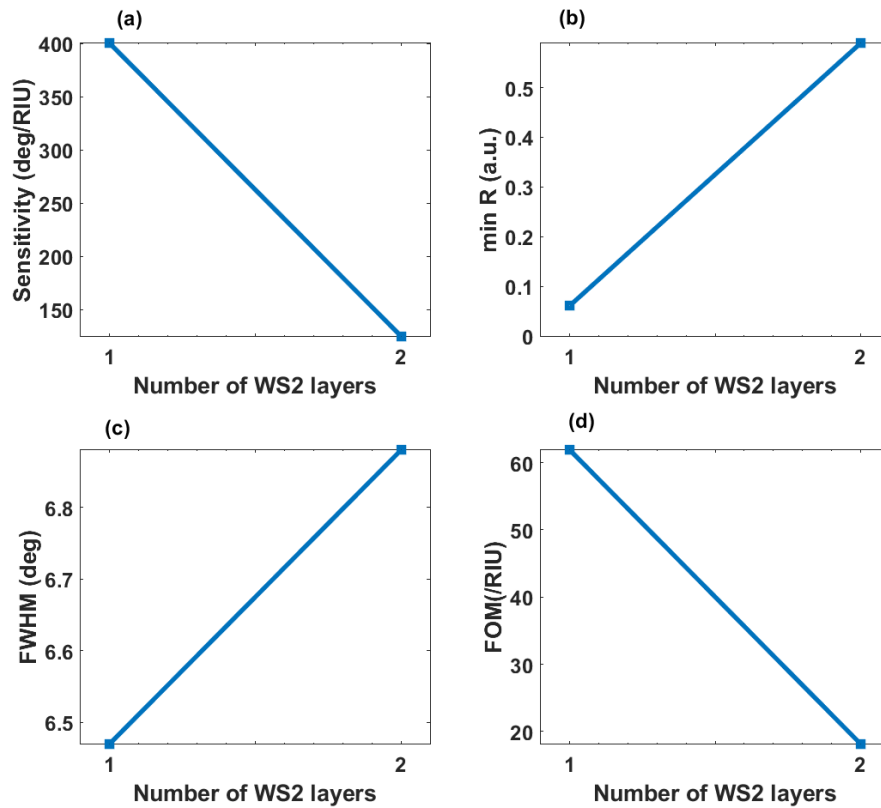 (a)
Sensitivity (deg/RIU)
400
350
300
250
200
150
1
2
Number of WS2 layers
(b)
min R (a.u.)
0.5
0.4
0.3
0.2
0.1
0
1
2
Number of WS2 layers
(c)
FWHM (deg)
6.8
6.7
6.6
6.5
1
2
Number of WS2 layers
(d)
FOM(/RIU)
60
50
40
30
20
1
2
Number of WS2 layers